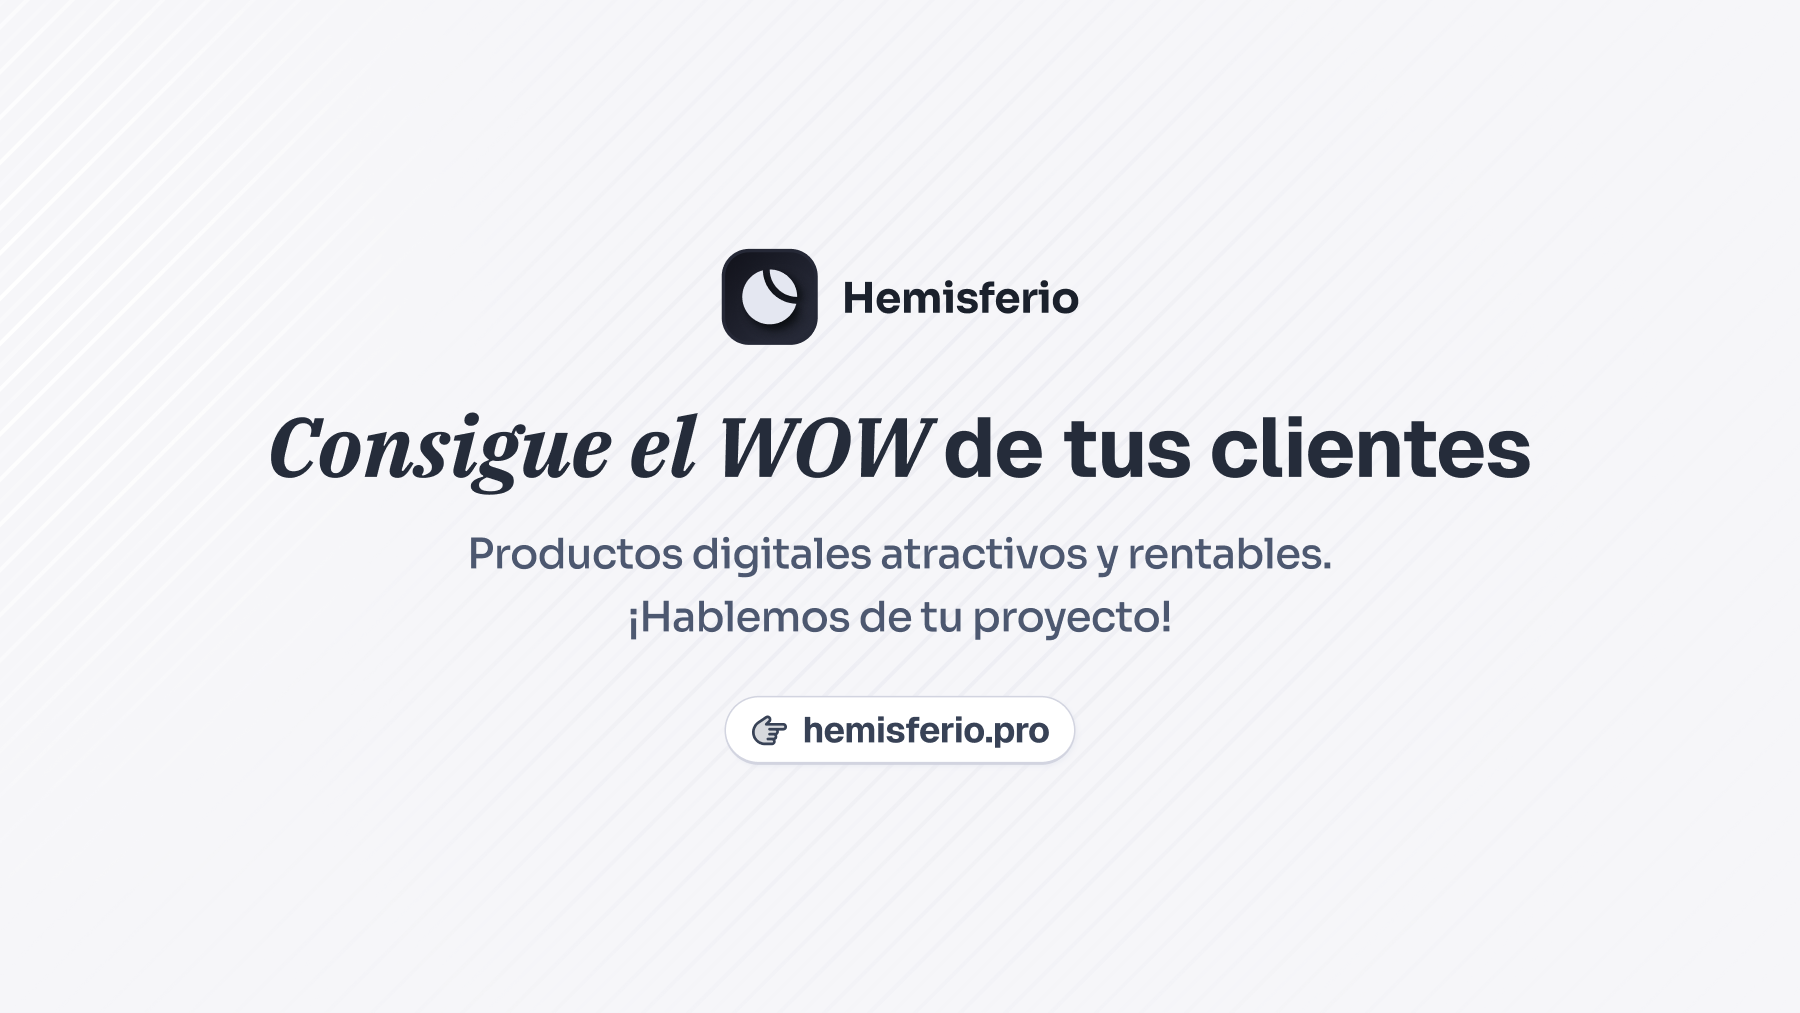 Hemisferio
Consigue el WOW de tus clientes
Productos digitales atractivos y rentables.
¡Hablemos de tu proyecto!
hemisferio.pro